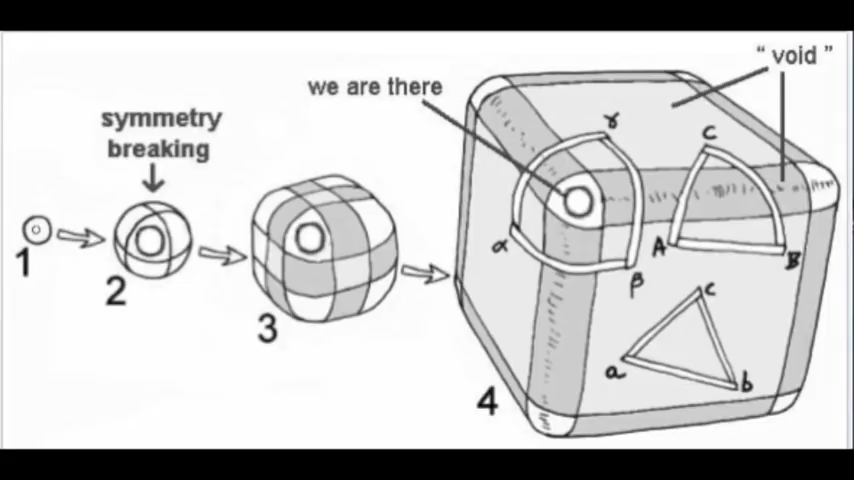 " void "
we are there
symmetry
breaking
γ
C
α
A
B
β
1
2
3
c
a
b
4